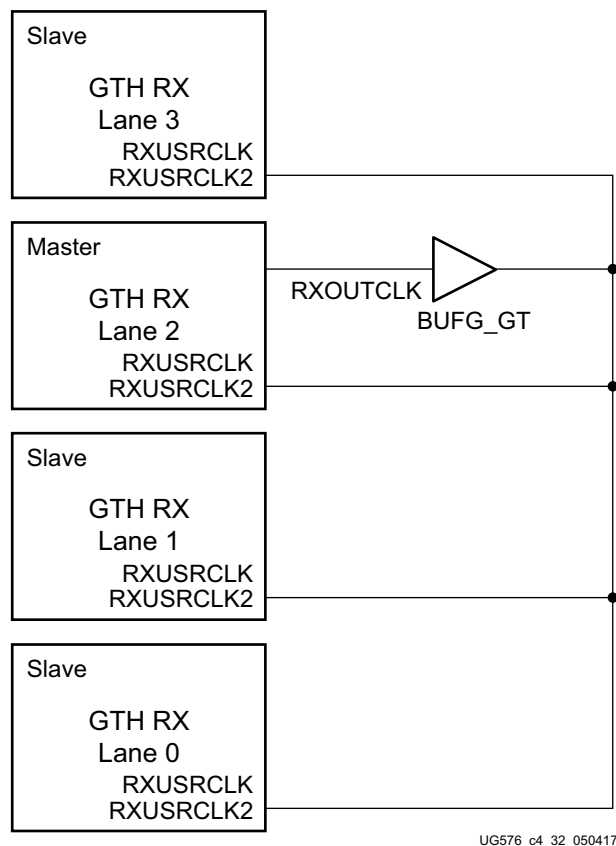 Slave
GTH RX
Lane 3
RXUSRCLK
RXUSRCLK2
Master
RXOUTCLK
BUFG_GT
GTH RX
Lane 2
RXUSRCLK
RXUSRCLK2
Slave
GTH RX
Lane 1
RXUSRCLK
RXUSRCLK2
Slave
GTH RX
Lane 0
RXUSRCLK
RXUSRCLK2
UG576_c4_32_050417